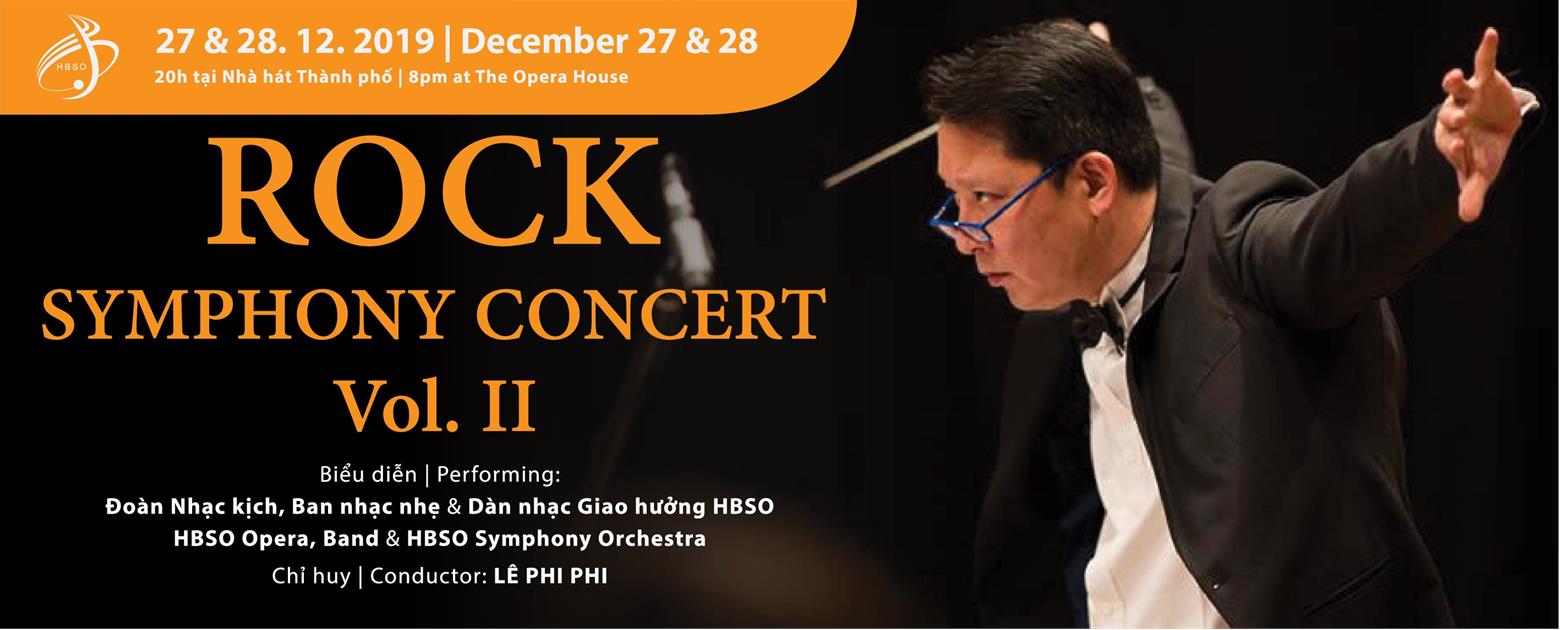 HBSO
27 & 28. 12. 2019 | December 27 & 28
20h tại Nhà hát Thành phố | 8pm at The Opera House
ROCK
SYMPHONY CONCERT
Vol. II
Biểu diễn | Performing:
Đoàn Nhạc kịch, Ban nhạc nhẹ & Dàn nhạc Giao hưởng HBSO
HBSO Opera, Band & HBSO Symphony Orchestra
Chỉ huy | Conductor: LÊ PHI PHI